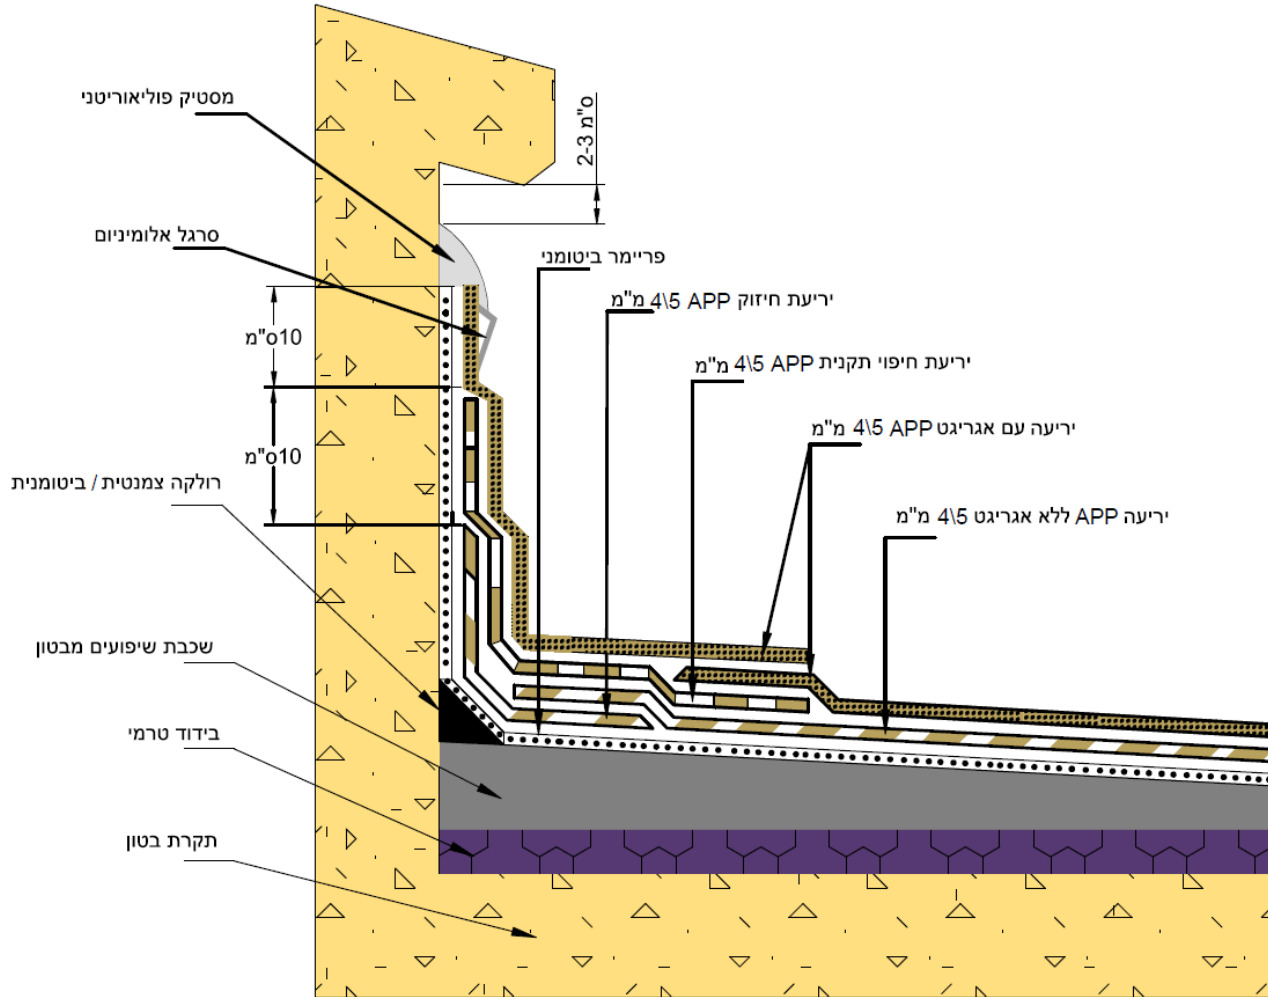 מסטיק פוליאוריטני
2-3 ס"מ
סרגל אלומיניום
פריימר ביטומני
יריעת חיזוק APP 4\5 מ"מ
10ס"מ
יריעת חיפוי תקנית APP 4\5 מ"מ
יריעה עם אגריגט APP 4\5 מ"מ
10ס"מ
רולקה צמנטית / ביטומנית
יריעה APP ללא אגריגט 4\5 מ"מ
שכבת שיפועים מבטון
בידוד טרמי
תקרת בטון